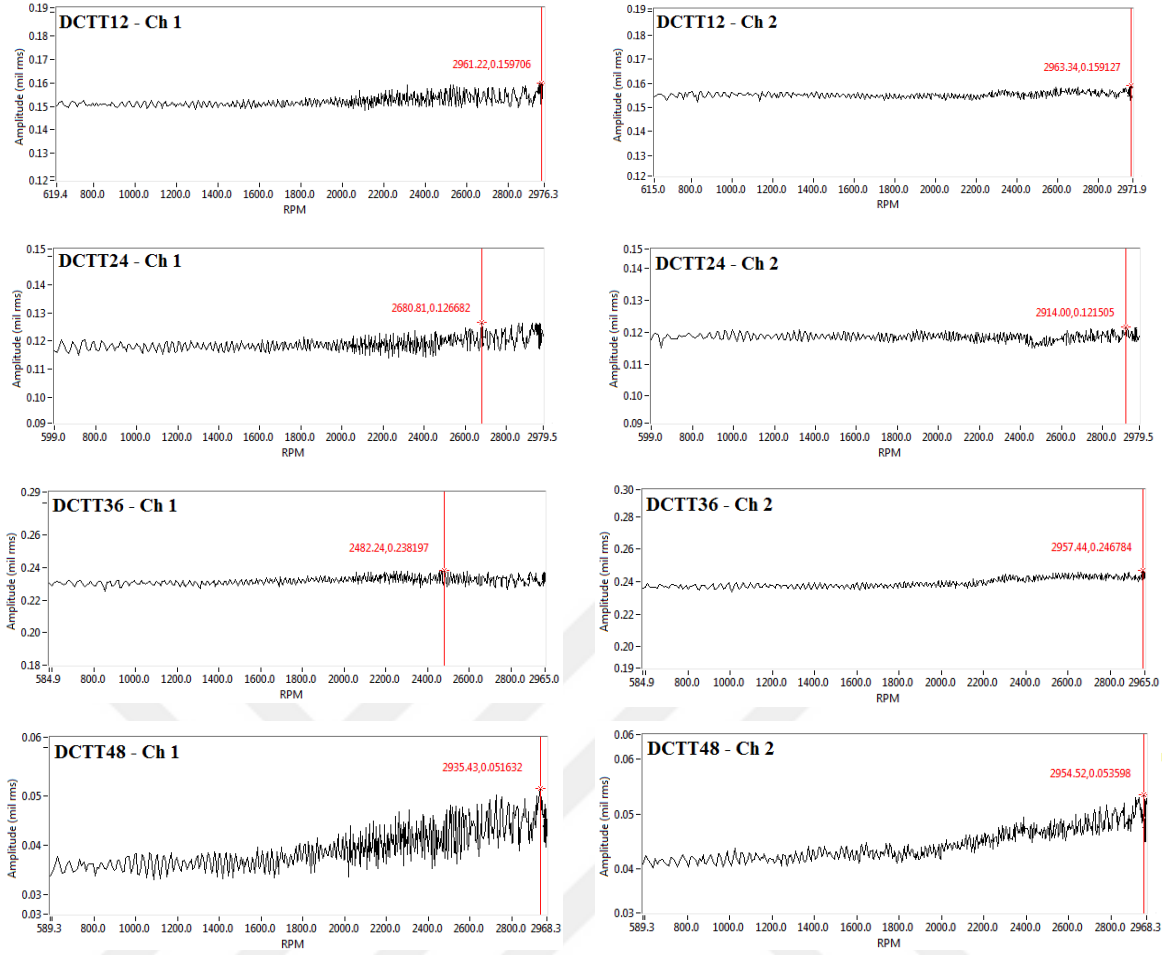 DCTT12 - Ch 1
2961.22,0.159706
Amplitude (mil rms)
0.19
0.18
0.17
0.16
0.15
0.14
0.13
0.12
619.4 800.0 1000.0 1200.0 1400.0 1600.0 1800.0 2000.0 2200.0 2400.0 2600.0 2800.0 2976.3
RPM
DCTT12 - Ch 2
2963.34,0.159127
Amplitude (mil rms)
0.19
0.18
0.17
0.16
0.15
0.14
0.13
0.12
615.0 800.0 1000.0 1200.0 1400.0 1600.0 1800.0 2000.0 2200.0 2400.0 2600.0 2800.0 2971.9
RPM
DCTT24 - Ch 1
2680.81,0.126682
Amplitude (mil rms)
0.15
0.14
0.13
0.12
0.11
0.10
0.09
599.0 800.0 1000.0 1200.0 1400.0 1600.0 1800.0 2000.0 2200.0 2400.0 2600.0 2979.5
RPM
DCTT24 - Ch 2
2914.00,0.121505
Amplitude (mil rms)
0.15
0.14
0.13
0.12
0.11
0.10
0.09
599.0 800.0 1000.0 1200.0 1400.0 1600.0 1800.0 2000.0 2200.0 2400.0 2600.0 2800.0 2979.5
RPM
DCTT36 - Ch 1
2482.24,0.238197
Amplitude (mil rms)
0.29
0.26
0.24
0.22
0.20
0.18
584.9 800.0 1000.0 1200.0 1400.0 1600.0 1800.0 2000.0 2200.0 2400.0 2600.0 2800.0 2965.0
RPM
DCTT36 - Ch 2
2957.44,0.246784
Amplitude (mil rms)
0.30
0.28
0.26
0.24
0.22
0.20
0.19
584.9 800.0 1000.0 1200.0 1400.0 1600.0 1800.0 2000.0 2200.0 2400.0 2600.0 2800.0 2965.0
RPM
DCTT48 - Ch 1
2935.43,0.051632
Amplitude (mil rms)
0.06
0.05
0.04
0.03
0.03
589.3 800.0 1000.0 1200.0 1400.0 1600.0 1800.0 2000.0 2200.0 2400.0 2600.0 2800.0 2968.3
RPM
DCTT48 - Ch 2
2954.52,0.053598
Amplitude (mil rms)
0.06
0.06
0.05
0.04
0.03
589.3 800.0 1000.0 1200.0 1400.0 1600.0 1800.0 2000.0 2200.0 2400.0 2600.0 2800.0 2968.3
RPM